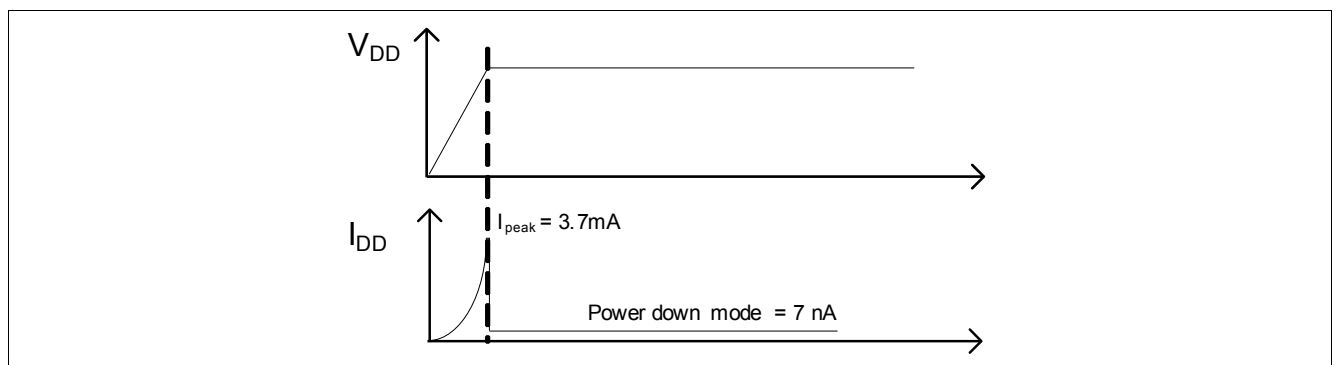 VDD
Ipeak = 3.7mA
IDD
Power down mode = 7 nA